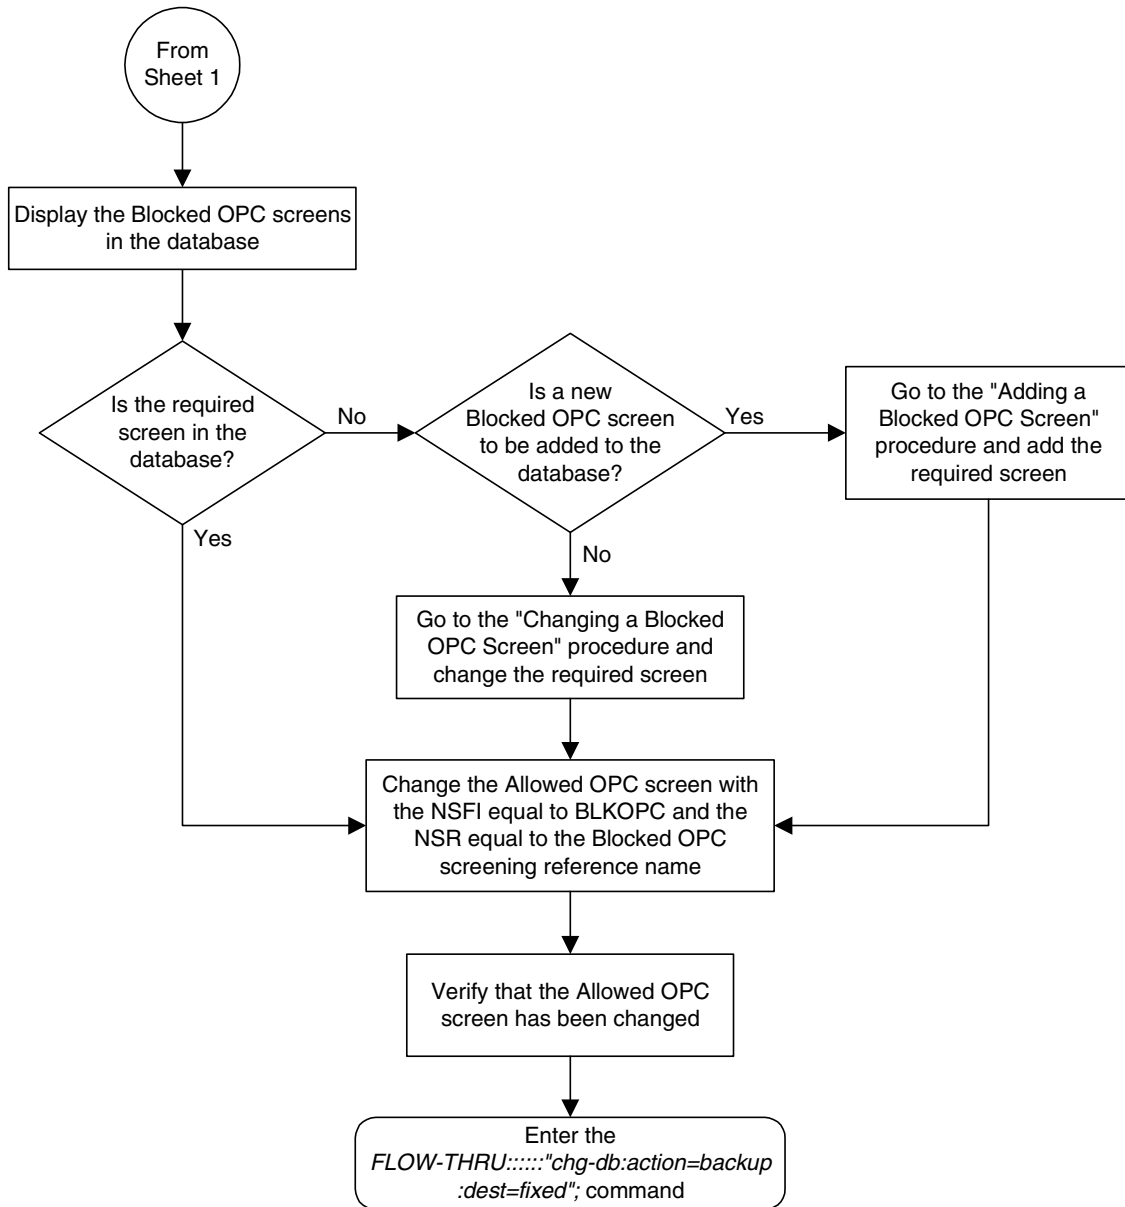 From
Sheet 1
Display the Blocked OPC screens
in the database
Is the required
screen in the
database?
No
Yes
Is a new
Blocked OPC screen
to be added to the
database?
Yes
No
Go to the "Adding a
Blocked OPC Screen"
procedure and add the
required screen
Go to the "Changing a Blocked
OPC Screen" procedure and
change the required screen
Change the Allowed OPC screen with
the NSFI equal to BLKOPC and the
NSR equal to the Blocked OPC
screening reference name
Verify that the Allowed OPC
screen has been changed
Enter the
FLOW-THRU::::::"chg-db:action=backup
:dest=fixed"; command